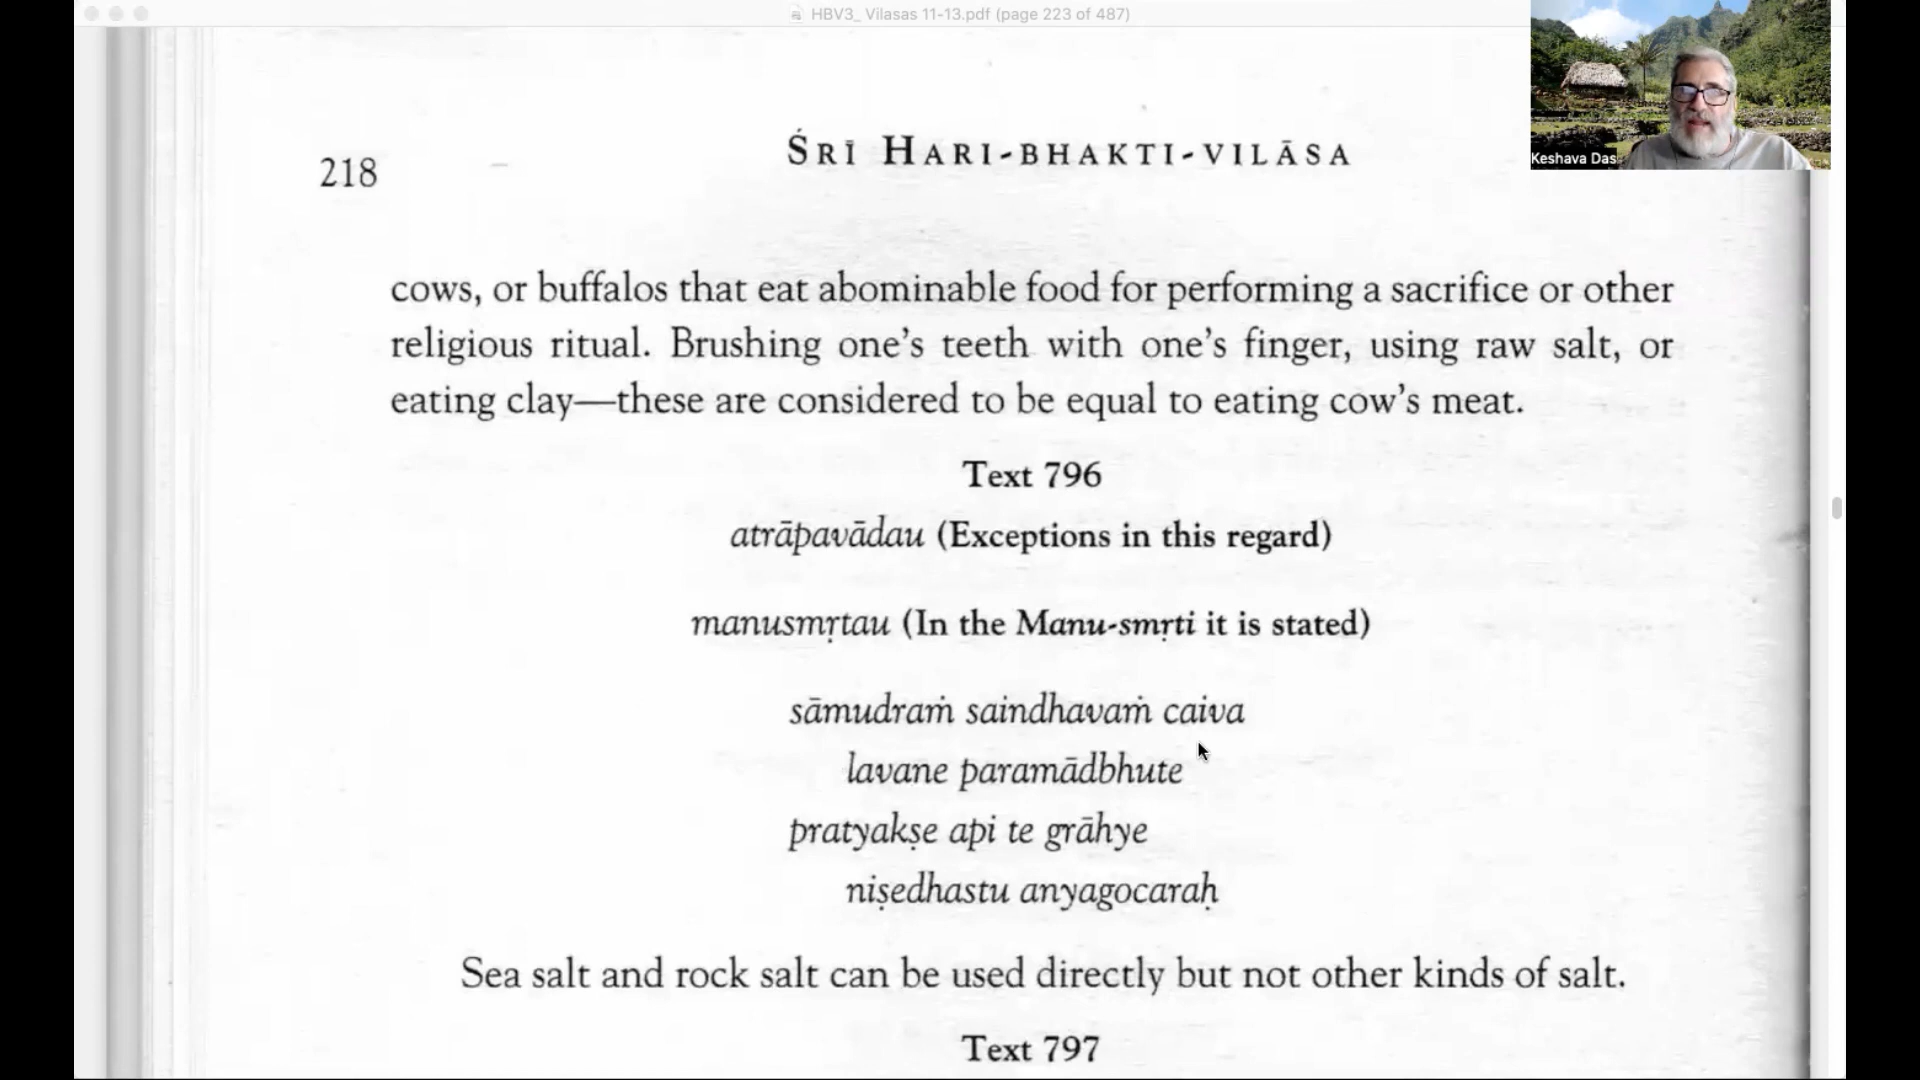 HBV3_ Vilasas 11-13.pdf (page 223 of 487)
Keshava Das
218
ŚRĪ HARI-BHAKTI-VILĀSA
cows, or buffalos that eat abominable food for performing a sacrifice or other
religious ritual. Brushing one's teeth with one's finger, using raw salt, or
eating clay—these are considered to be equal to eating cow's meat.
Text 796
atrāpavādau (Exceptions in this regard)
manusmṛtau (In the Manu-smṛti it is stated)
sāmudraṁ saindhavaṁ caiva
lavane paramādbhute
pratyakṣe api te grāhye
niṣedhastu anyagocaraḥ
Sea salt and rock salt can be used directly but not other kinds of salt.
Text 797